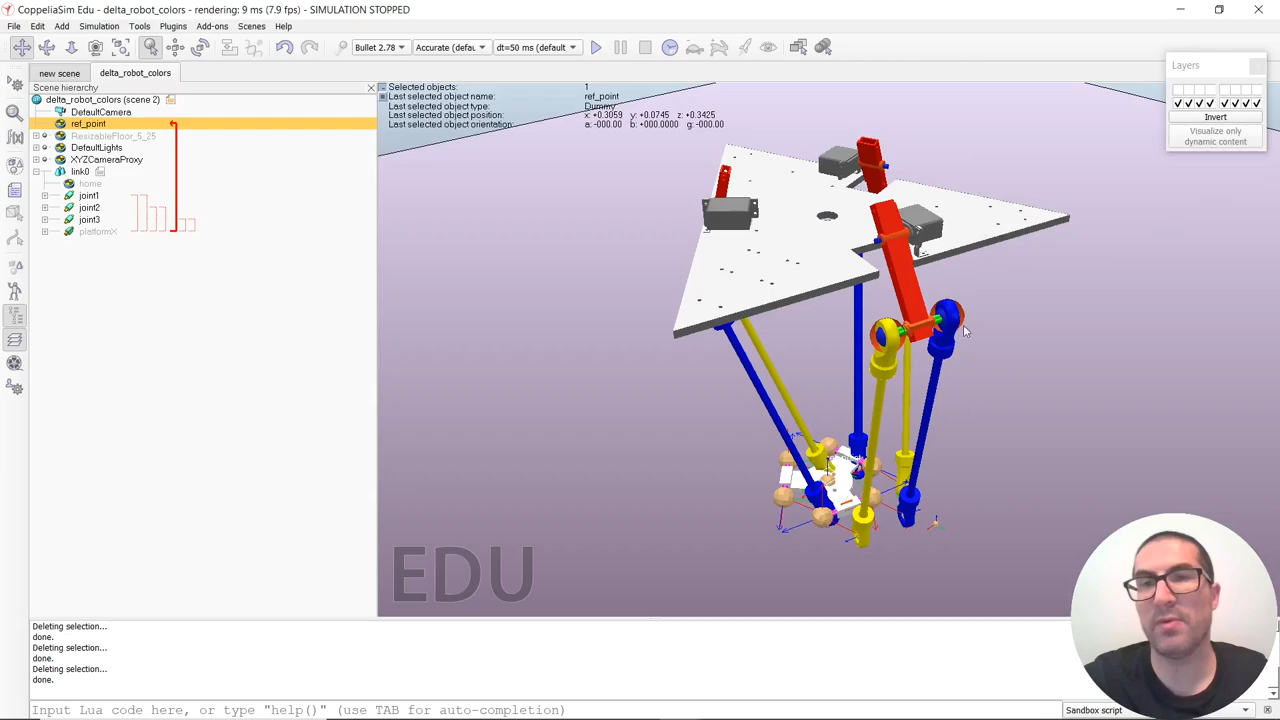 CoppeliaSim Edu - delta_robot_colors - rendering: 9 ms (7.9 fps) - SIMULATION STOPPED
File Edit Add Simulation Tools Plugins Add-ons Scenes Help
Bullet 2.78 Accurate (defau dt=50 ms (default)
new scene delta_robot_colors
Scene hierarchy
delta_robot_colors (scene 2)
DefaultCamera
ref_point
ResizableFloor_5_25
DefaultLights
XYZCameraProxy
link0
home
joint1
joint2
joint3
platformX
Selected objects: 1
Last selected object name: ref_point
Last selected object type: Dummy
Last selected object position: x: +0.3059 y: +0.0745 z: +0.3425
Last selected object orientation: a: -000.00 b: +000.0000 g: -000.00
Layers
Invert
Visualize only
dynamic content
EDU
Deleting selection...
done.
Deleting selection...
done.
Deleting selection...
done.
Input Lua code here, or type "help()" (use TAB for auto-completion)
Sandbox script